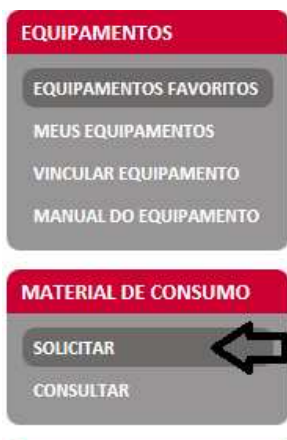 EQUIPAMENTOS
EQUIPAMENTOS FAVORITOS
MEUS EQUIPAMENTOS
VINCULAR EQUIPAMENTO
MANUAL DO EQUIPAMENTO
MATERIAL DE CONSUMO
SOLICITAR
CONSULTAR